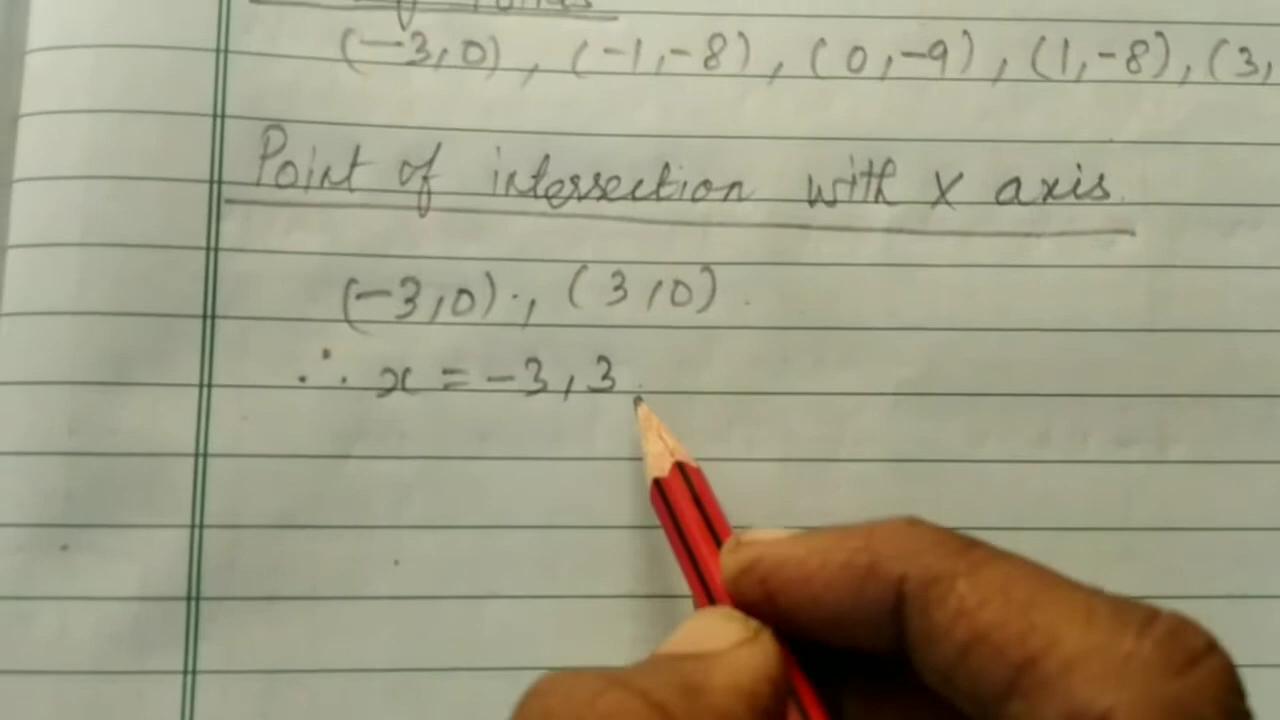 (-3,0), (-1,-8), (0,-9), (1,-8), (3,
Point of intersection with X axis.
(-3,0)., (3,0).
∴ x = -3, 3.